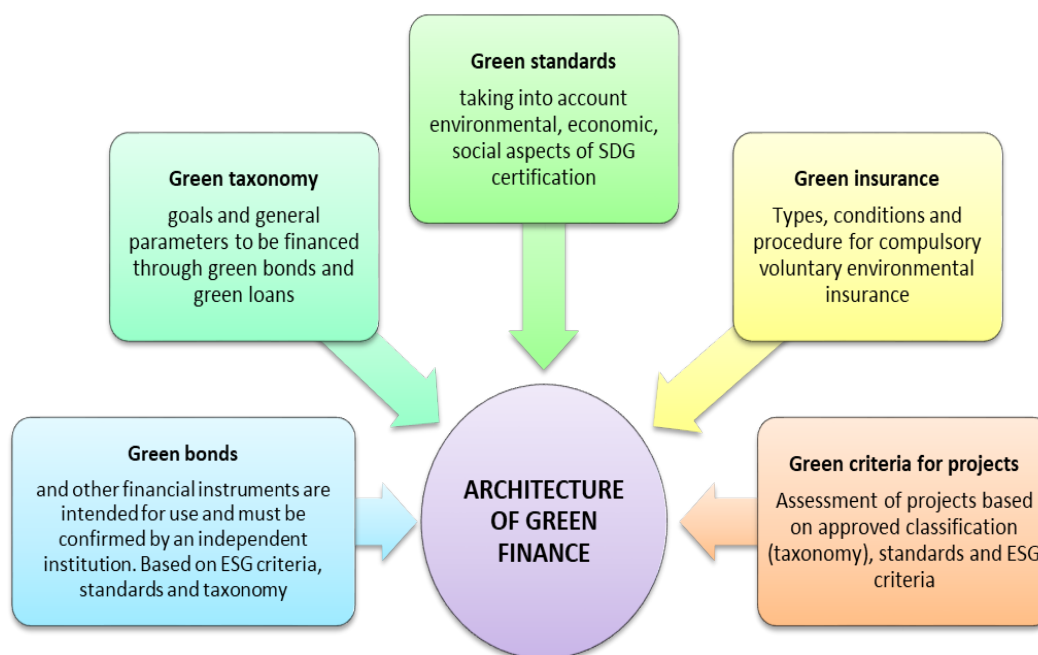 Green standards
taking into account
environmental, economic,
social aspects of SDG
certification
Green taxonomy
goals and general
parameters to be financed
through green bonds and
green loans
Green insurance
Types, conditions and
procedure for compulsory
voluntary environmental
insurance
Green bonds
and other financial instruments are
intended for use and must be
confirmed by an independent
institution. Based on ESG criteria,
standards and taxonomy
ARCHITECTURE
OF GREEN
FINANCE
Green criteria for projects
Assessment of projects based
on approved classification
(taxonomy), standards and ESG
criteria